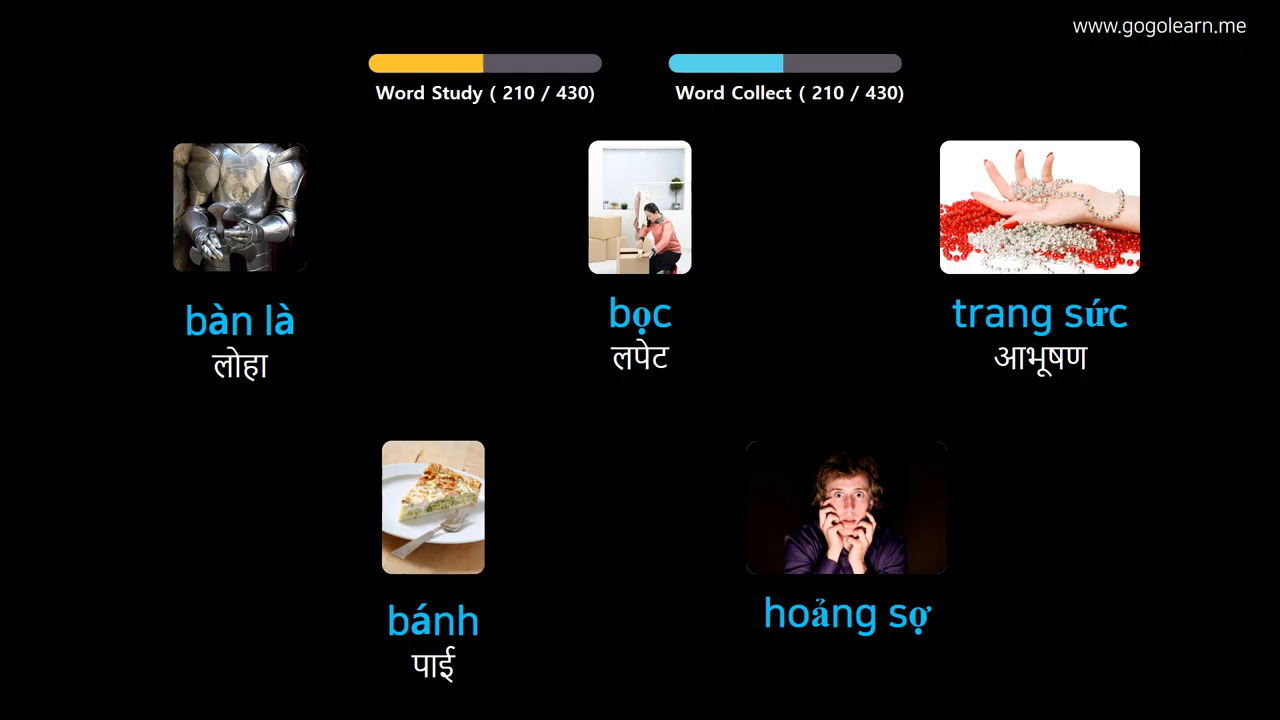 www.gogolearn.me
Word Study ( 210 / 430)
Word Collect ( 210 / 430)
bàn là
लोहा
bọc
लपेट
trang sức
आभूषण
bánh
पाई
hoảng sợ